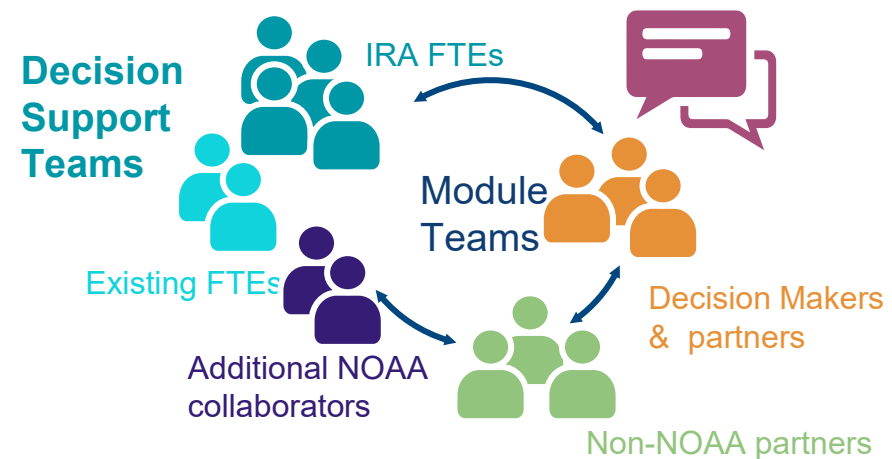 Decision
Support
Teams
IRA FTEs
Module
Teams
Existing FTEs
Decision Makers
& partners
Additional NOAA
collaborators
Non-NOAA partners